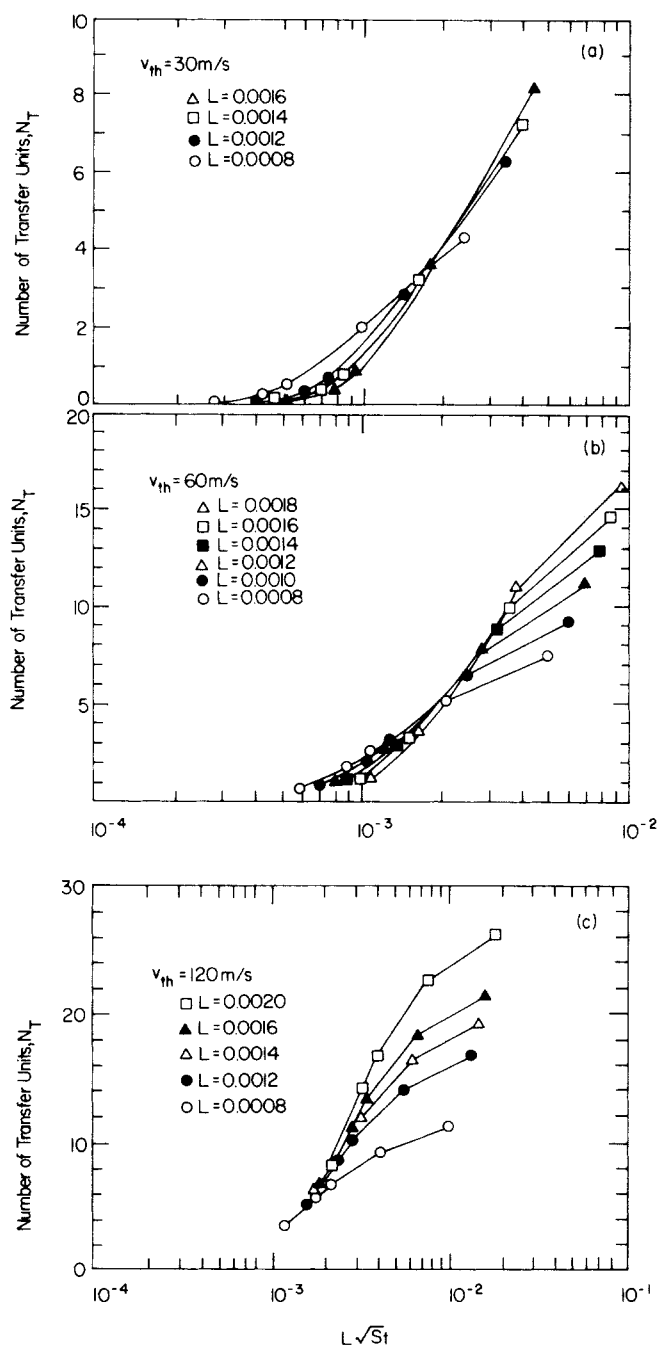 (a)
v_th = 30 m/s
△ L = 0.0016
□ L = 0.0014
● L = 0.0012
○ L = 0.0008
Number of Transfer Units, N_T
10
8
6
4
2
0
(b)
v_th = 60 m/s
△ L = 0.0018
□ L = 0.0016
■ L = 0.0014
△ L = 0.0012
● L = 0.0010
○ L = 0.0008
Number of Transfer Units, N_T
20
15
10
5
10^-4 10^-3 10^-2
(c)
v_th = 120 m/s
□ L = 0.0020
▲ L = 0.0016
△ L = 0.0014
● L = 0.0012
○ L = 0.0008
Number of Transfer Units, N_T
30
20
10
0
10^-4 10^-3 10^-2 10^-1
L √St